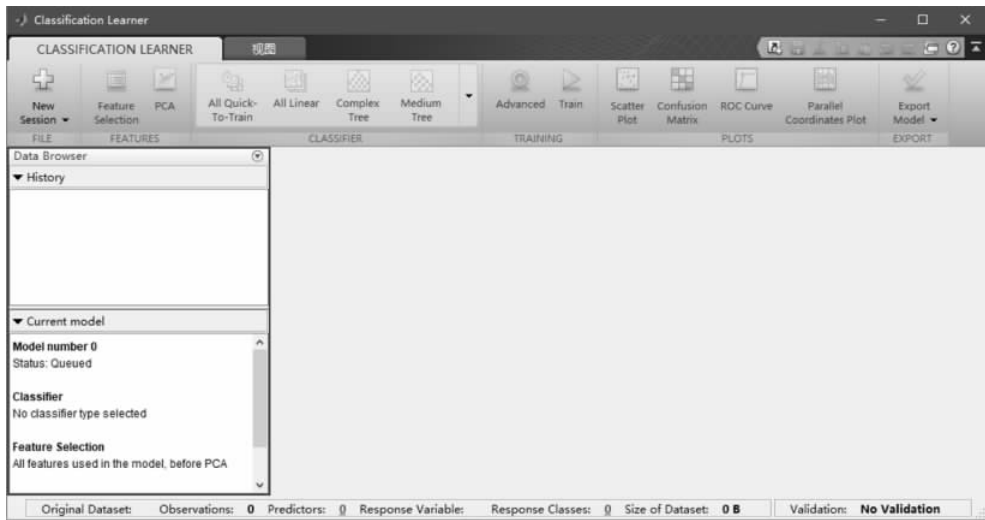 Classification Learner
CLASSIFICATION LEARNER 视图
New Session
Feature Selection
PCA
All Quick-To-Train
All Linear
Complex Tree
Medium Tree
Advanced
Train
Scatter Plot
Confusion Matrix
ROC Curve
Parallel Coordinates Plot
Export Model
FILE FEATURES CLASSIFIER TRAINING PLOTS EXPORT
Data Browser
History
Current model
Model number 0
Status: Queued
Classifier
No classifier type selected
Feature Selection
All features used in the model, before PCA
Original Dataset: Observations: 0 Predictors: 0 Response Variable: Response Classes: 0 Size of Dataset: 0 B Validation: No Validation